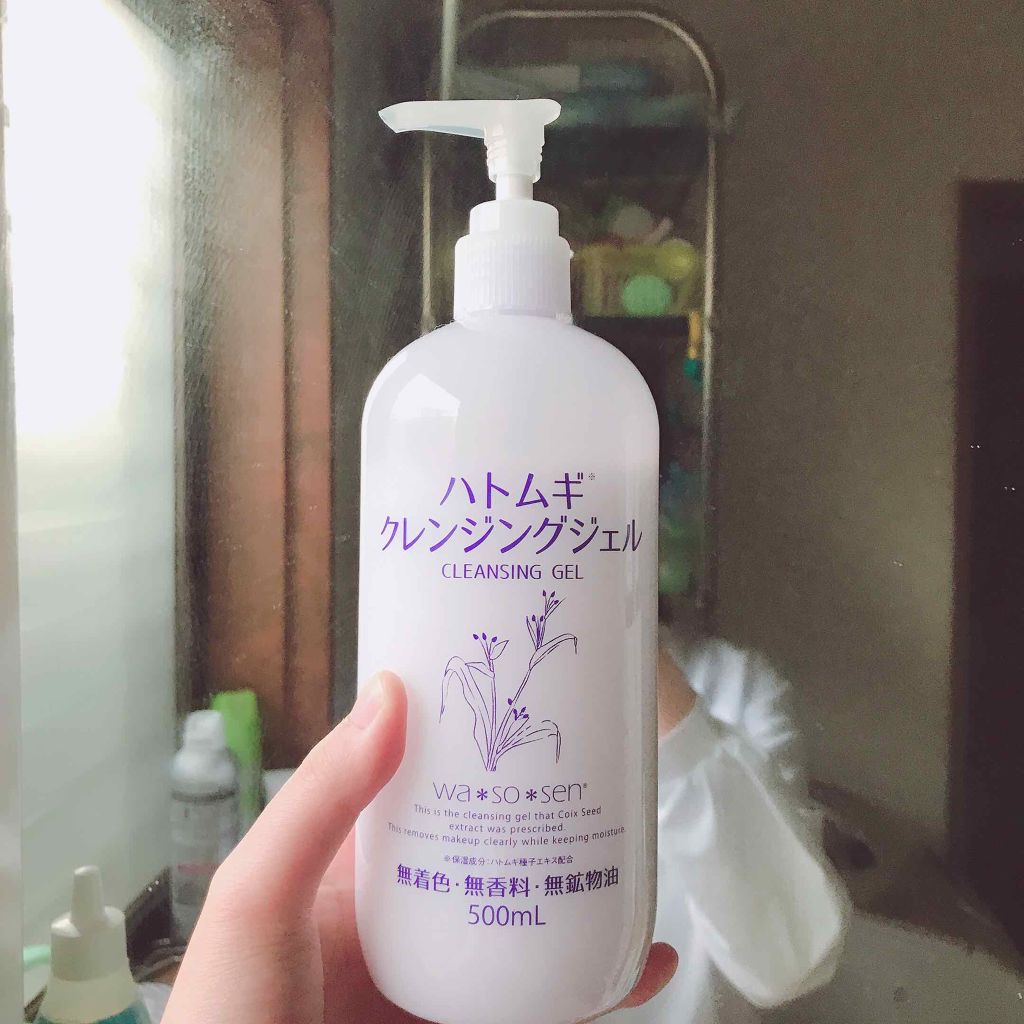 ハトムギ※
クレンジングジェル
CLEANSING GEL
wa*so*sen®
This is the cleansing gel that Coix Seed
extract was prescribed.
This removes makeup clearly while keeping moisture.
※保湿成分：ハトムギ種子エキス配合
無着色・無香料・無鉱物油
500mL